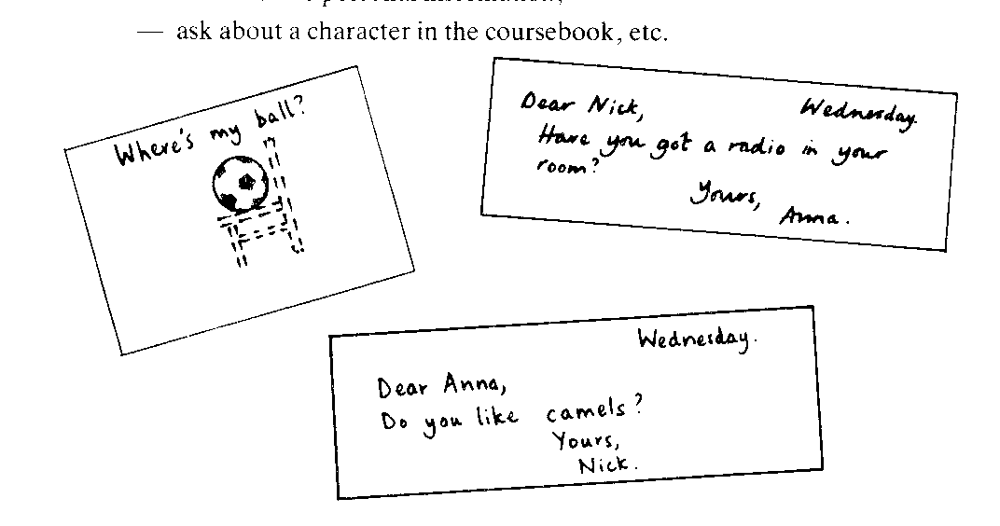 — ask about a character in the coursebook, etc.
Where's my ball?
Dear Nick,
Wednesday.
Have you got a radio in your
room?
Yours,
Anna.
Wednesday.
Dear Anna,
Do you like camels?
Yours,
Nick.